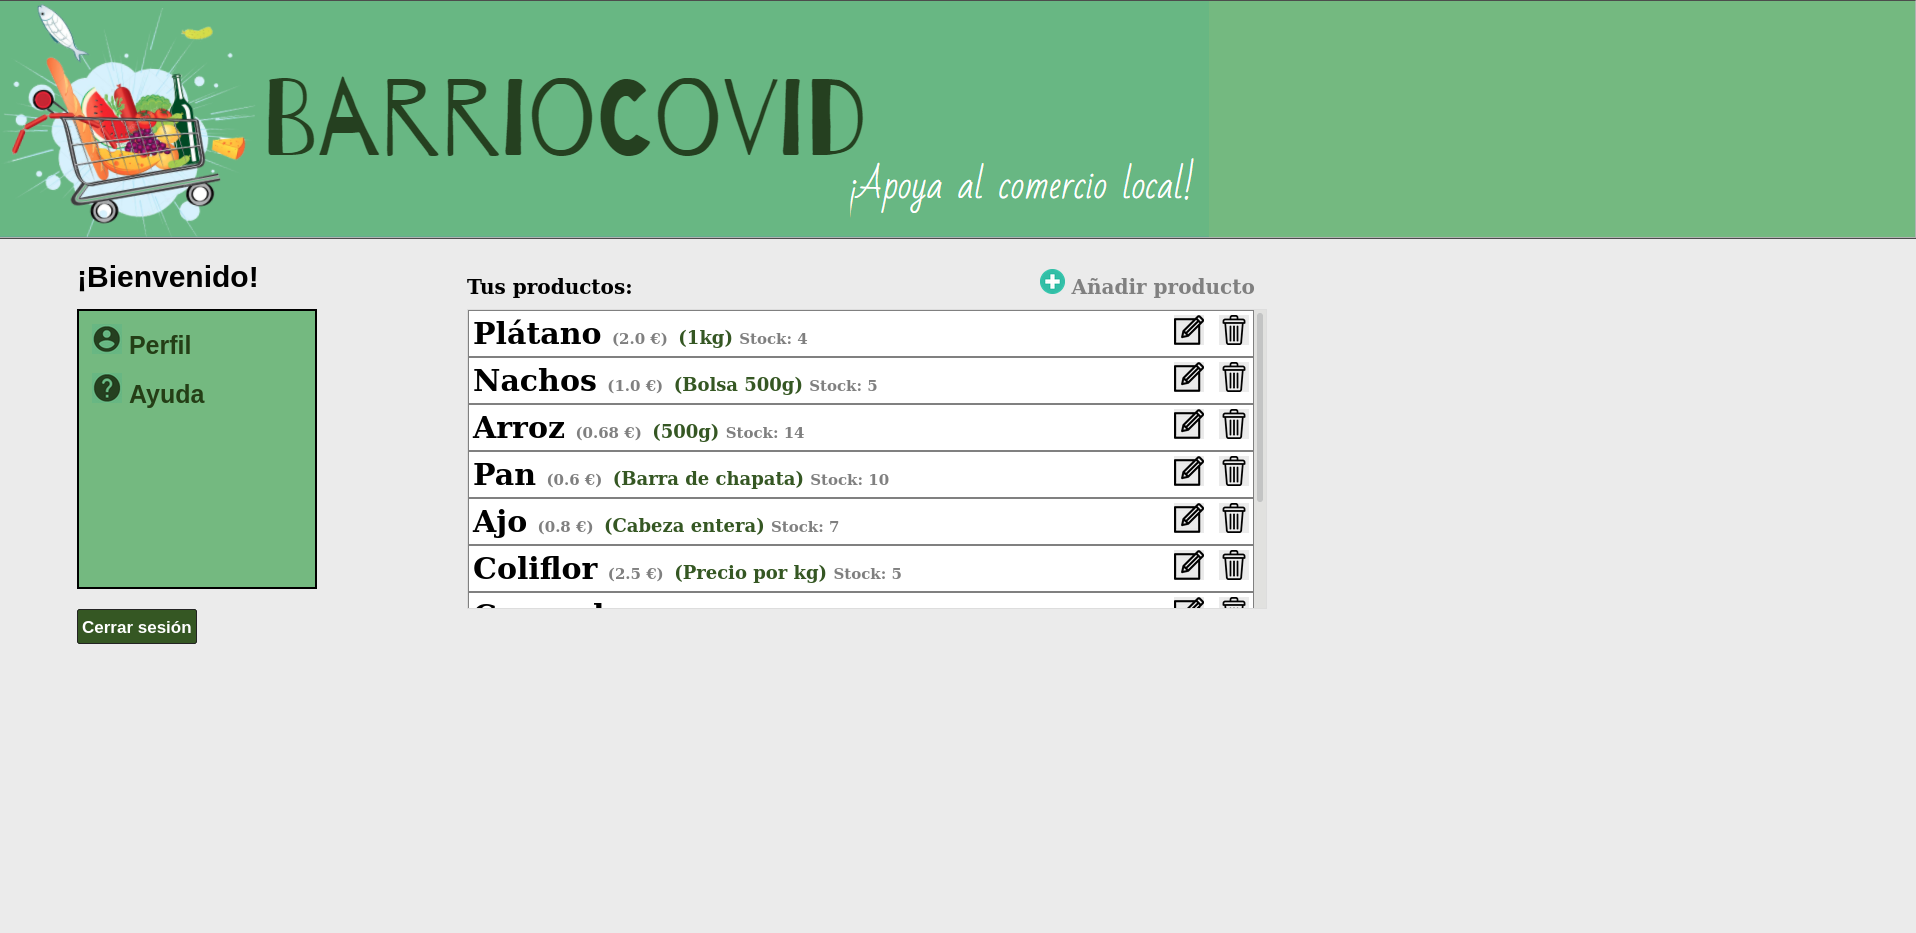 BARRIOCOVID
¡Apoya al comercio local!
¡Bienvenido!
Perfil
Ayuda
Cerrar sesión
Tus productos:
Añadir producto
Plátano (2.0 €) (1kg) Stock: 4
Nachos (1.0 €) (Bolsa 500g) Stock: 5
Arroz (0.68 €) (500g) Stock: 14
Pan (0.6 €) (Barra de chapata) Stock: 10
Ajo (0.8 €) (Cabeza entera) Stock: 7
Coliflor (2.5 €) (Precio por kg) Stock: 5